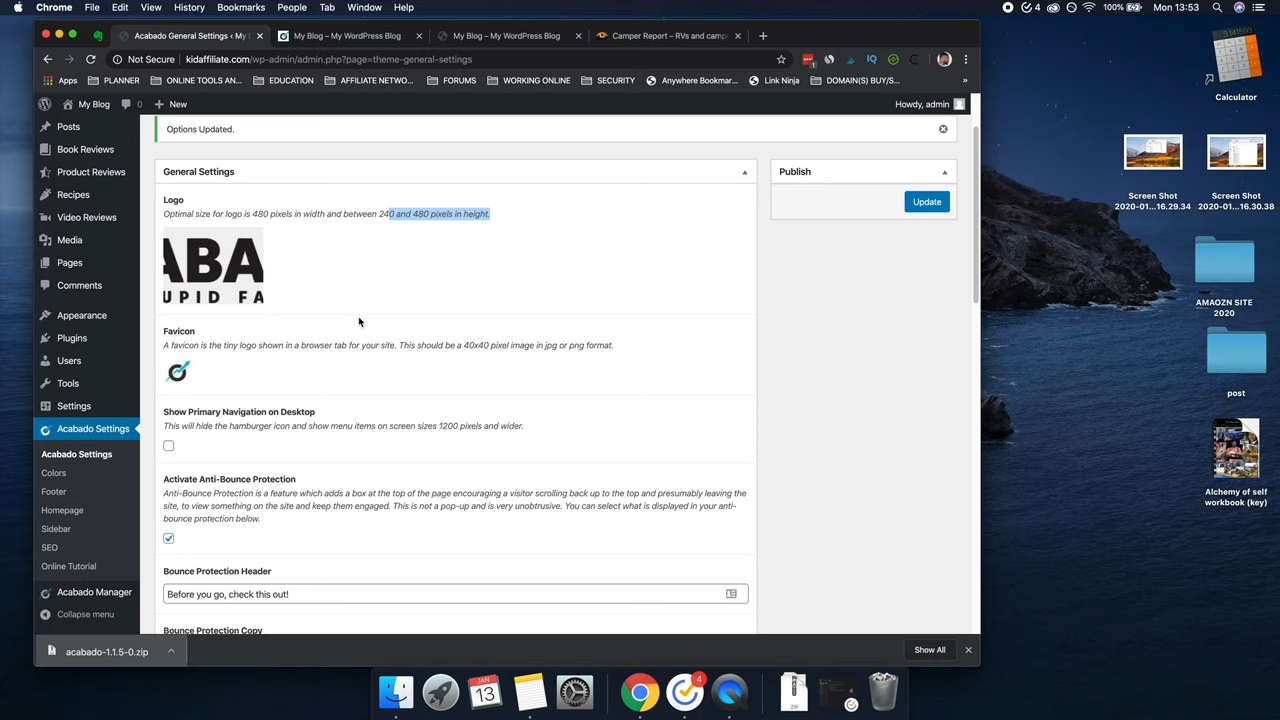 Chrome File Edit View History Bookmarks People Tab Window Help
4 100% Mon 13:53
Acabado General Settings ‹ My
My Blog – My WordPress Blog
My Blog – My WordPress Blog
Camper Report – RVs and camp
Not Secure kidaffiliate.com/wp-admin/admin.php?page=theme-general-settings
Apps PLANNER ONLINE TOOLS AN... EDUCATION AFFILIATE NETWO... FORUMS WORKING ONLINE SECURITY Anywhere Bookmar... Link Ninja DOMAIN(S) BUY/S... »
My Blog 0 New Howdy, admin
Posts
Book Reviews
Product Reviews
Recipes
Video Reviews
Media
Pages
Comments
Appearance
Plugins
Users
Tools
Settings
Acabado Settings
Acabado Settings
Colors
Footer
Homepage
Sidebar
SEO
Online Tutorial
Acabado Manager
Collapse menu
Options Updated.
General Settings
Logo
Optimal size for logo is 480 pixels in width and between 240 and 480 pixels in height.
ABA
UPID FA
Favicon
A favicon is the tiny logo shown in a browser tab for your site. This should be a 40x40 pixel image in jpg or png format.
Show Primary Navigation on Desktop
This will hide the hamburger icon and show menu items on screen sizes 1200 pixels and wider.
Activate Anti-Bounce Protection
Anti-Bounce Protection is a feature which adds a box at the top of the page encouraging a visitor scrolling back up to the top and presumably leaving the
site, to view something on the site and keep them engaged. This is not a pop-up and is very unobtrusive. You can select what is displayed in your anti-
bounce protection below.
Bounce Protection Header
Before you go, check this out!
Bounce Protection Copy
Publish
Update
acabado-1.1.5-0.zip
Show All
Calculator
Screen Shot
2020-01...16.29.34
Screen Shot
2020-01...16.30.38
AMAOZN SITE
2020
post
Alchemy of self
workbook (key)
JAN
13
4
ZIP